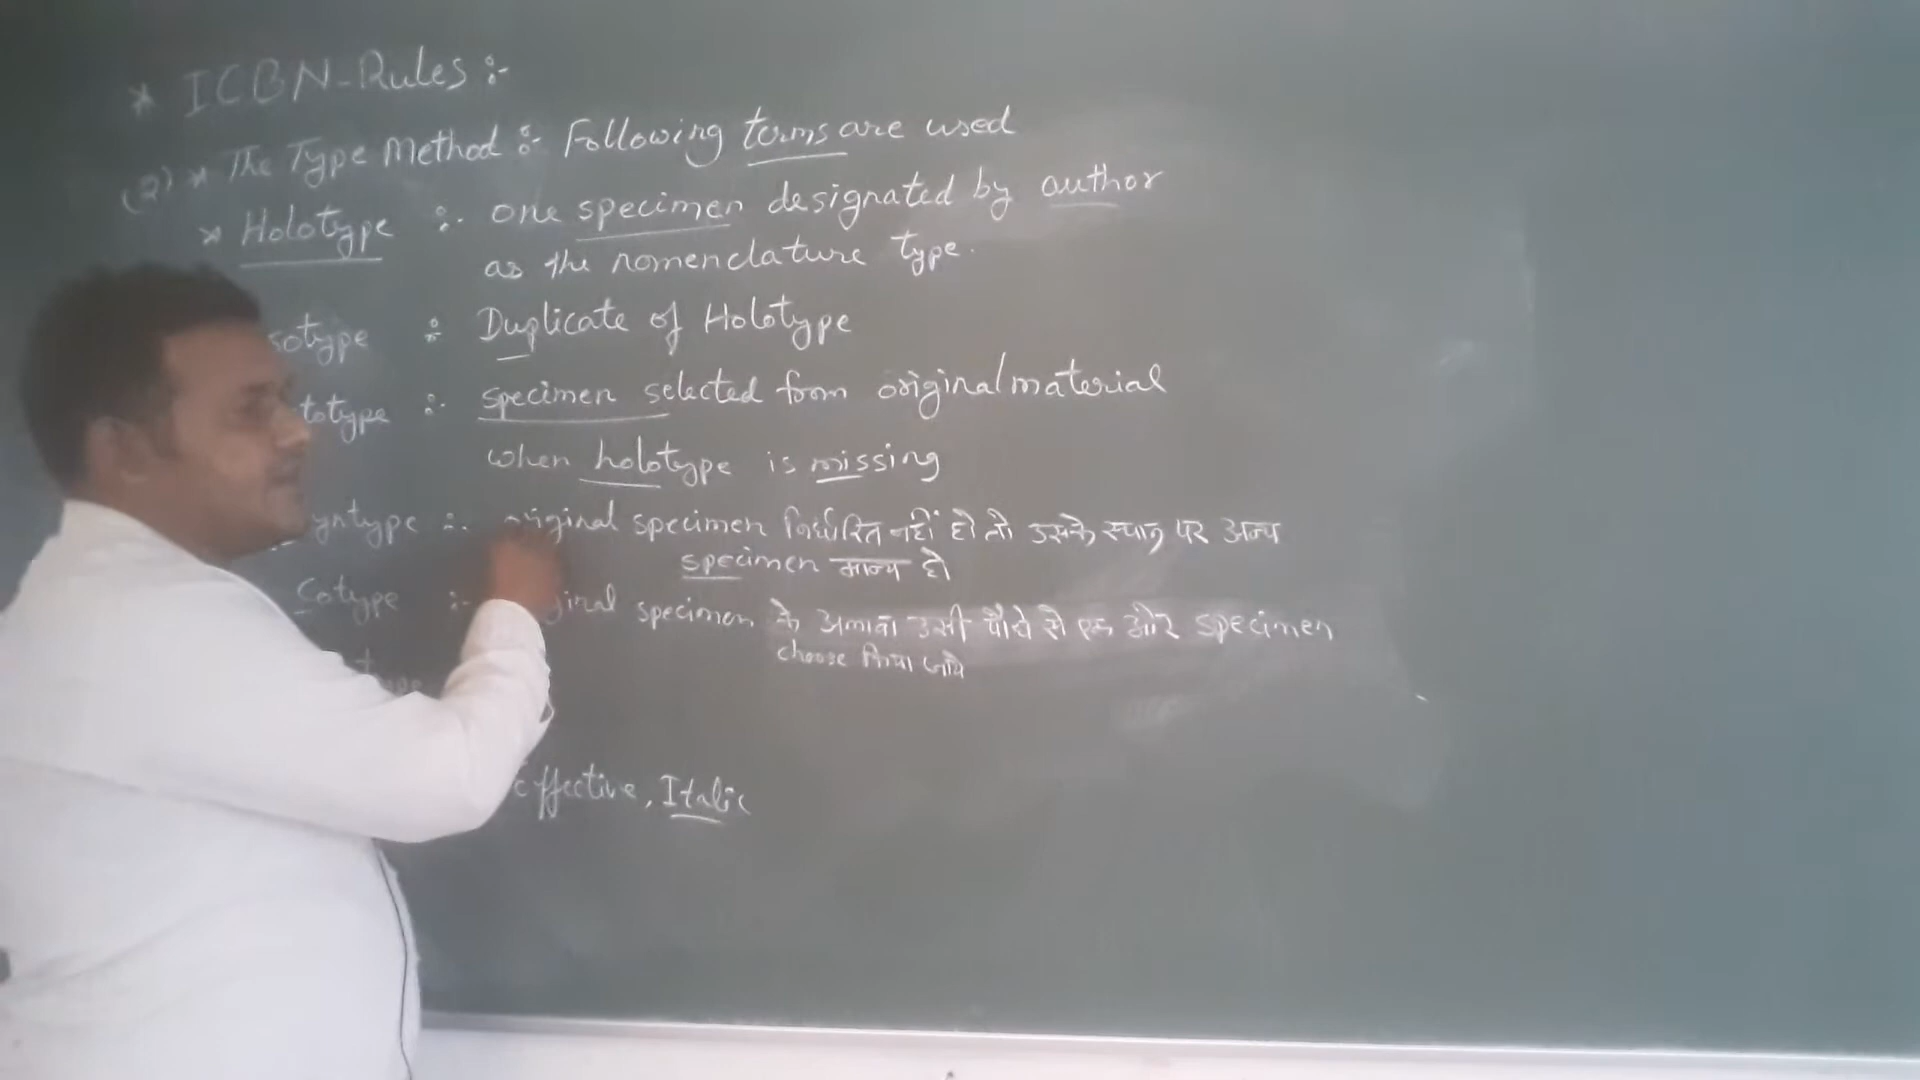 * ICBN-Rules :-
(2) * The Type Method :- Following terms are used
* Holotype :- one specimen designated by author
as the nomenclature type.
sotype : Duplicate of Holotype
totype :- specimen selected from original material
when holotype is missing
yntype :- original specimen निर्धारित नहीं हो तो उसके स्थान पर अन्य
specimen मान्य हो
Cotype :- ginal specimen के अलावा उसी पौधे से एक और specimen
choose किया जाये
effective, Italic